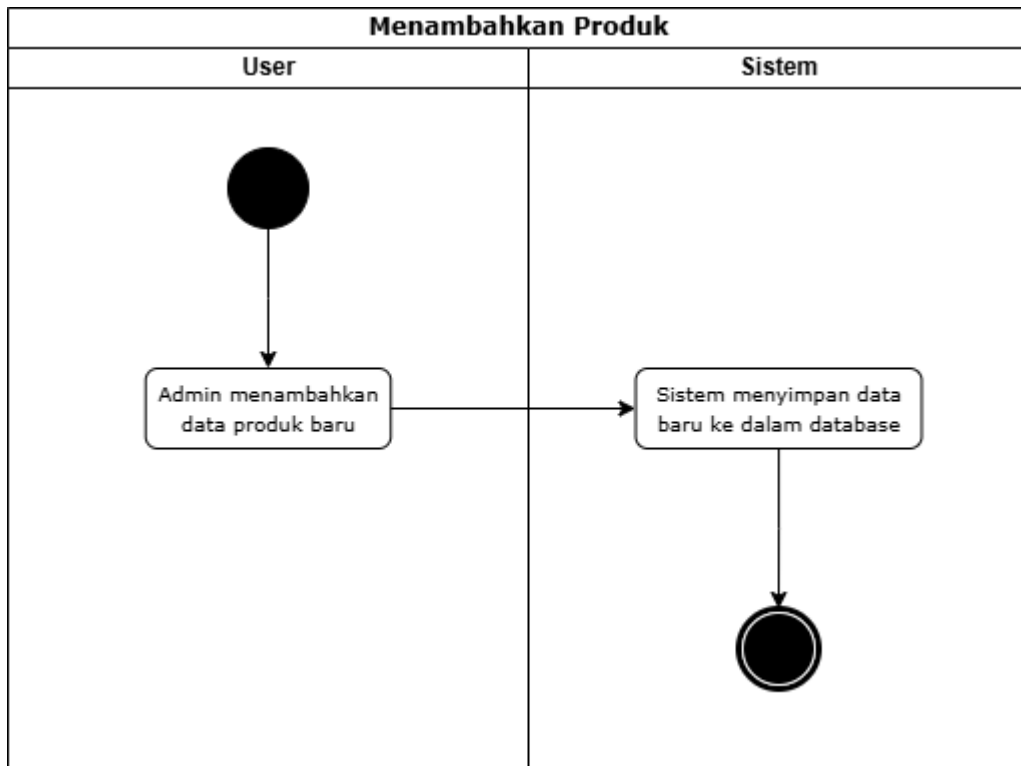 Menambahkan Produk
User
Sistem
Admin menambahkan
data produk baru
Sistem menyimpan data
baru ke dalam database